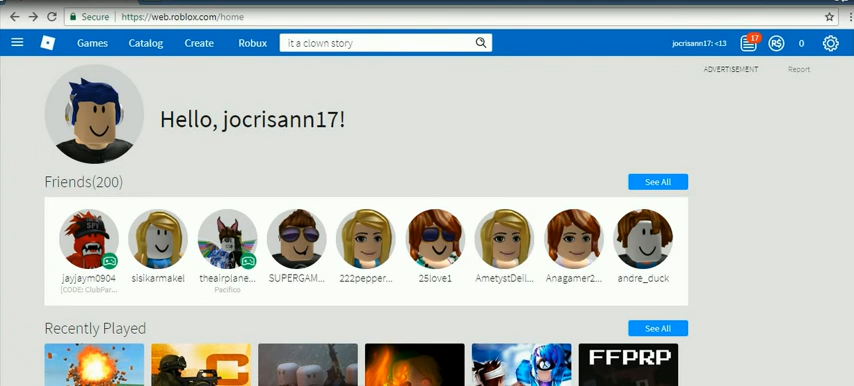 Secure https://web.roblox.com/home
Games Catalog Create Robux it a clown story jocrisann17: <13 17 R$ 0
ADVERTISEMENT Report
Hello, jocrisann17!
Friends(200) See All
SPY
jayjaym0904 sisikarmakel theairplane... SUPERGAM... 222pepper... 25love1 AmetystDeil... Anagamer2... andre_duck
[CODE: ClubPar... Pacifico
Recently Played See All
C FFPRP